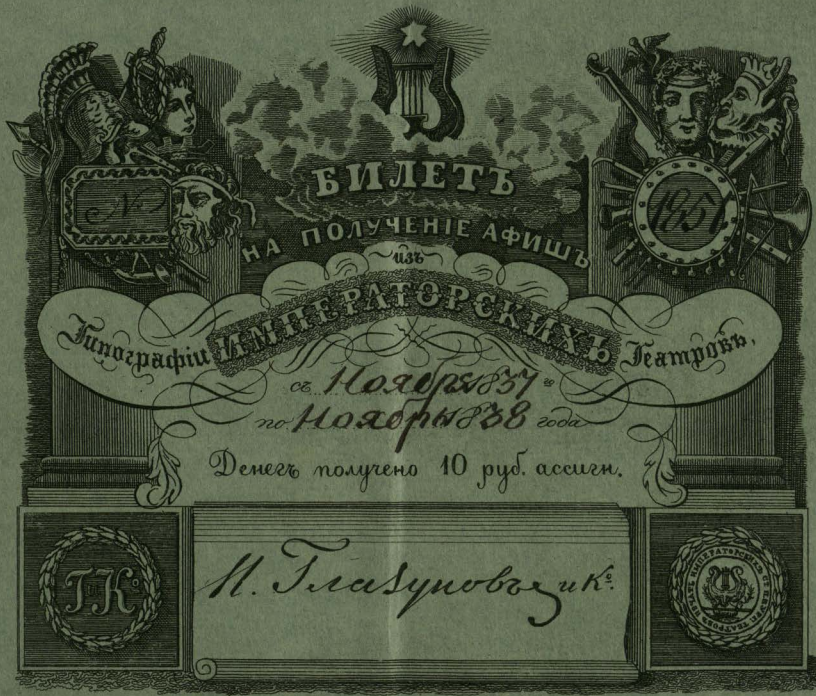 БИЛЕТЪ
НА ПОЛУЧЕНІЕ АФИШЪ
изъ
Типографіи ИМПЕРАТОРСКИХЪ Театровъ.
№ 1851
съ Ноября 1837 г
по Ноябрь 1838 года
Денегъ получено 10 руб. ассигн.
И. Глазуновъ и Кº.